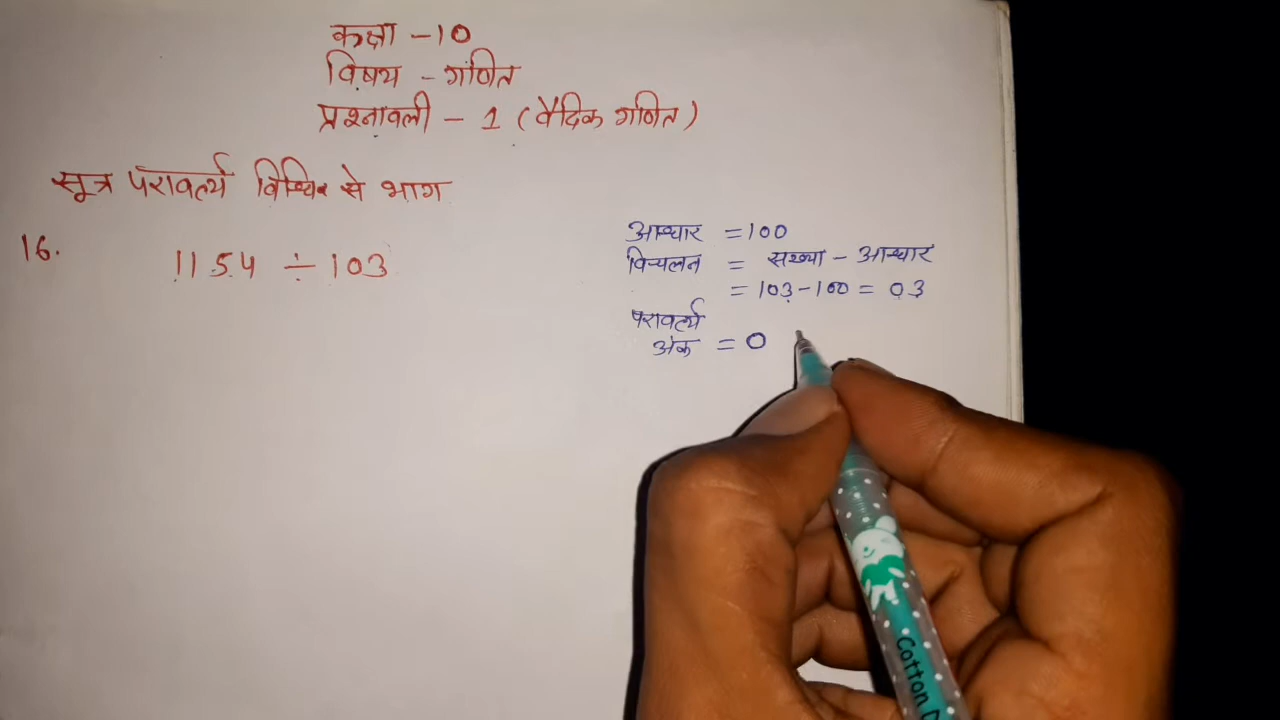 कक्षा - 10
विषय - गणित
प्रश्नावली - 1 (वैदिक गणित)
सूत्र परावर्त्य विधि से भाग
16. 1154 ÷ 103
आधार = 100
विचलन = संख्या - आधार
= 103 - 100 = 03
परावर्त्य
अंक = 0
Cotton